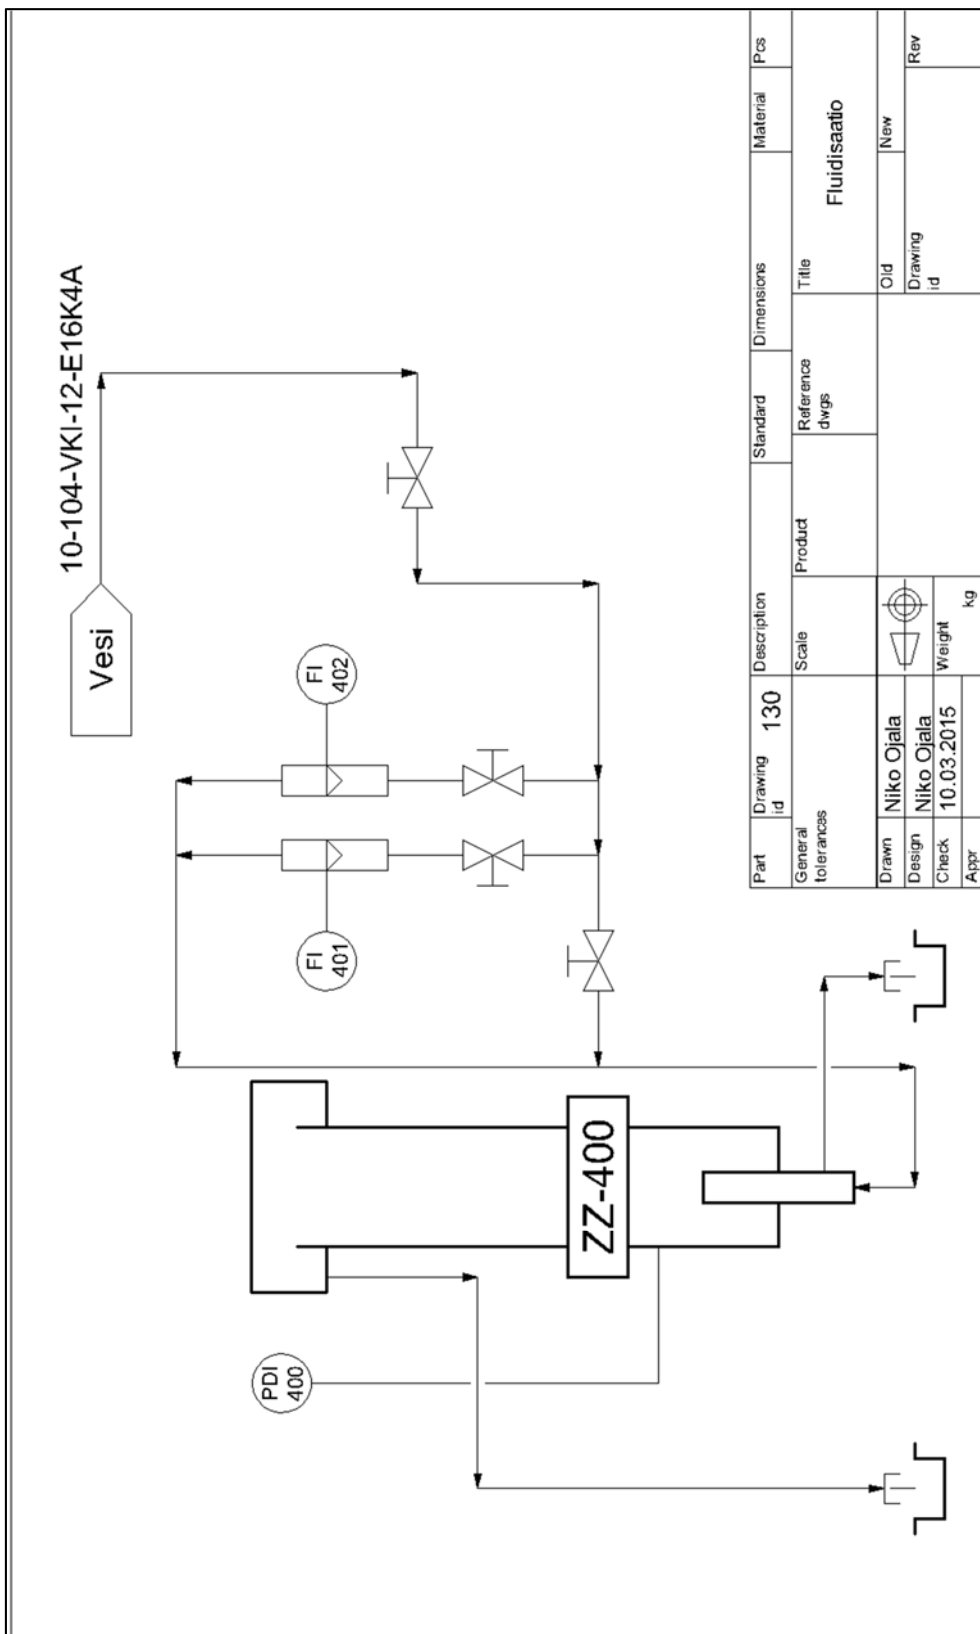 10-104-VKI-12-E16K4A
Vesi
FI
402
FI
401
PDI
400
ZZ-400
Part
Drawing
id
130
Description
Standard
Dimensions
Material
Pcs
General
tolerances
Scale
Product
Reference
dwgs
Title
Fluidisaatio
Drawn
Niko Ojala
Design
Niko Ojala
Check
10.03.2015
Appr
Weight
kg
Old
New
Drawing
id
Rev